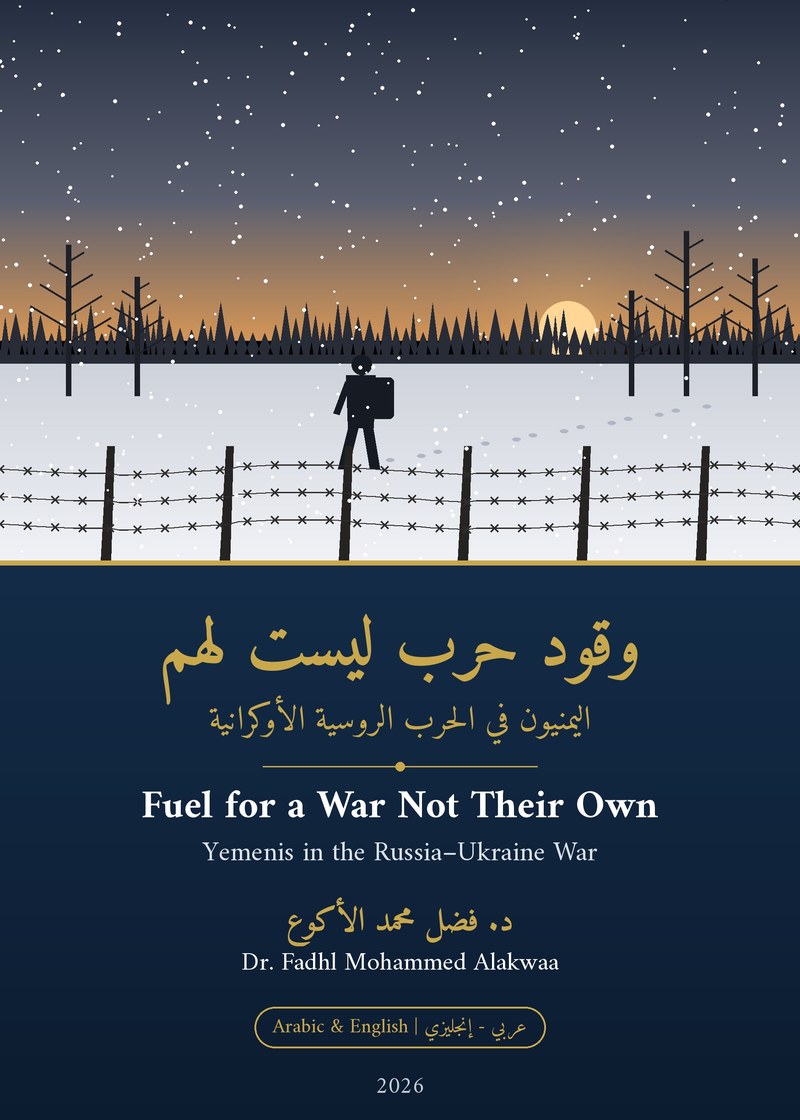 وقود حرب ليست لهم
اليمنيون في الحرب الروسية الأوكرانية
Fuel for a War Not Their Own
Yemenis in the Russia–Ukraine War
د. فضل محمد الأكوع
Dr. Fadhl Mohammed Alakwaa
Arabic & English | عربي - إنجليزي
2026